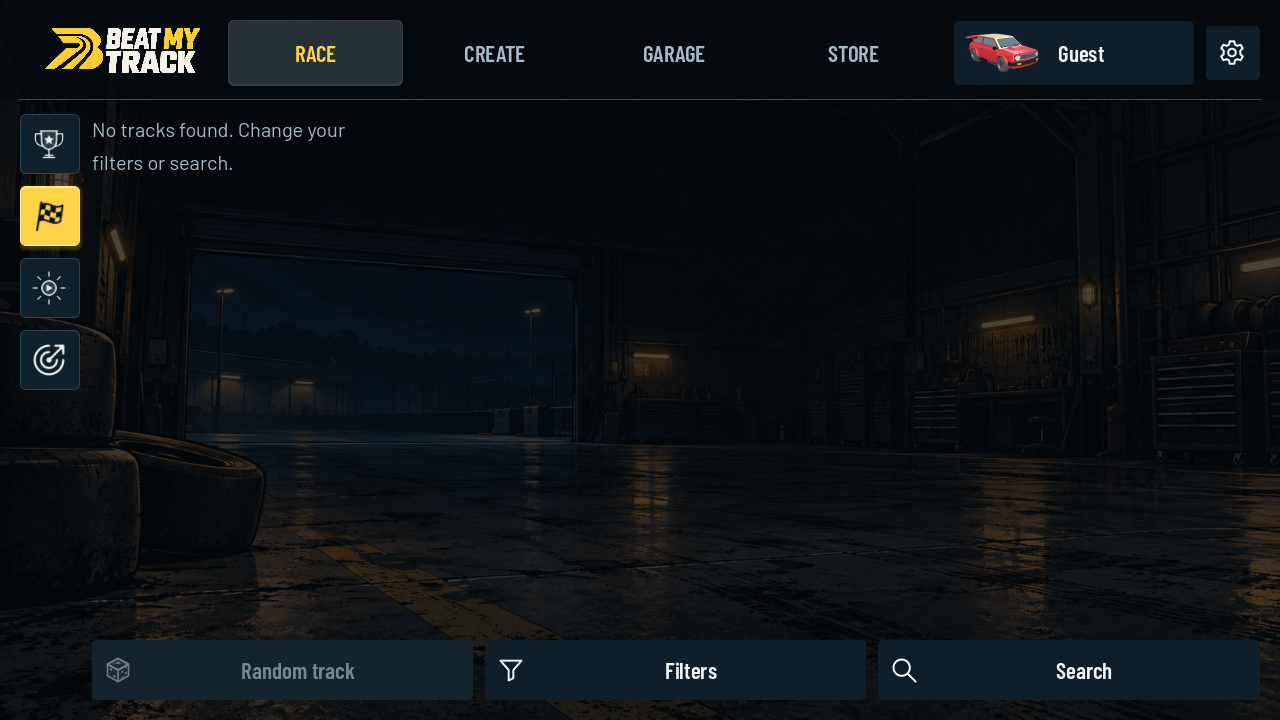 BEAT MY
TRACK
RACE
CREATE
GARAGE
STORE
Guest
No tracks found. Change your
filters or search.
Random track
Filters
Search